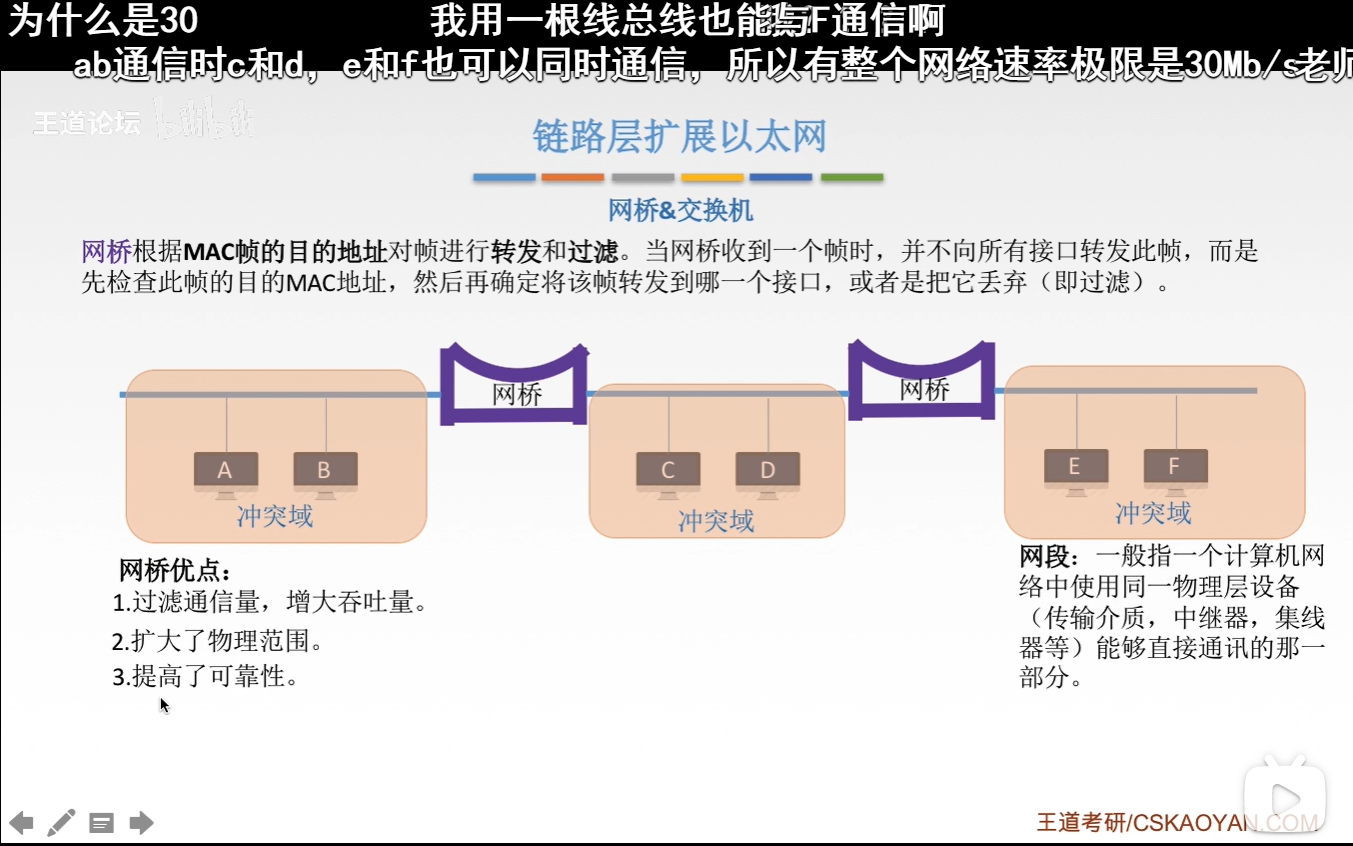 为什么是30
我用一根线总线也能与F通信啊
ab通信时c和d，e和f也可以同时通信，所以有整个网络速率极限是30Mb/s老师
王道论坛 bilibili
链路层扩展以太网
网桥&交换机
网桥根据MAC帧的目的地址对帧进行转发和过滤。当网桥收到一个帧时，并不向所有接口转发此帧，而是
先检查此帧的目的MAC地址，然后再确定将该帧转发到哪一个接口，或者是把它丢弃（即过滤）。
网桥
网桥
A
B
C
D
E
F
冲突域
冲突域
冲突域
网桥优点：
1.过滤通信量，增大吞吐量。
2.扩大了物理范围。
3.提高了可靠性。
网段：一般指一个计算机网
络中使用同一物理层设备
（传输介质，中继器，集线
器等）能够直接通讯的那一
部分。
王道考研/CSKAOYAN.COM